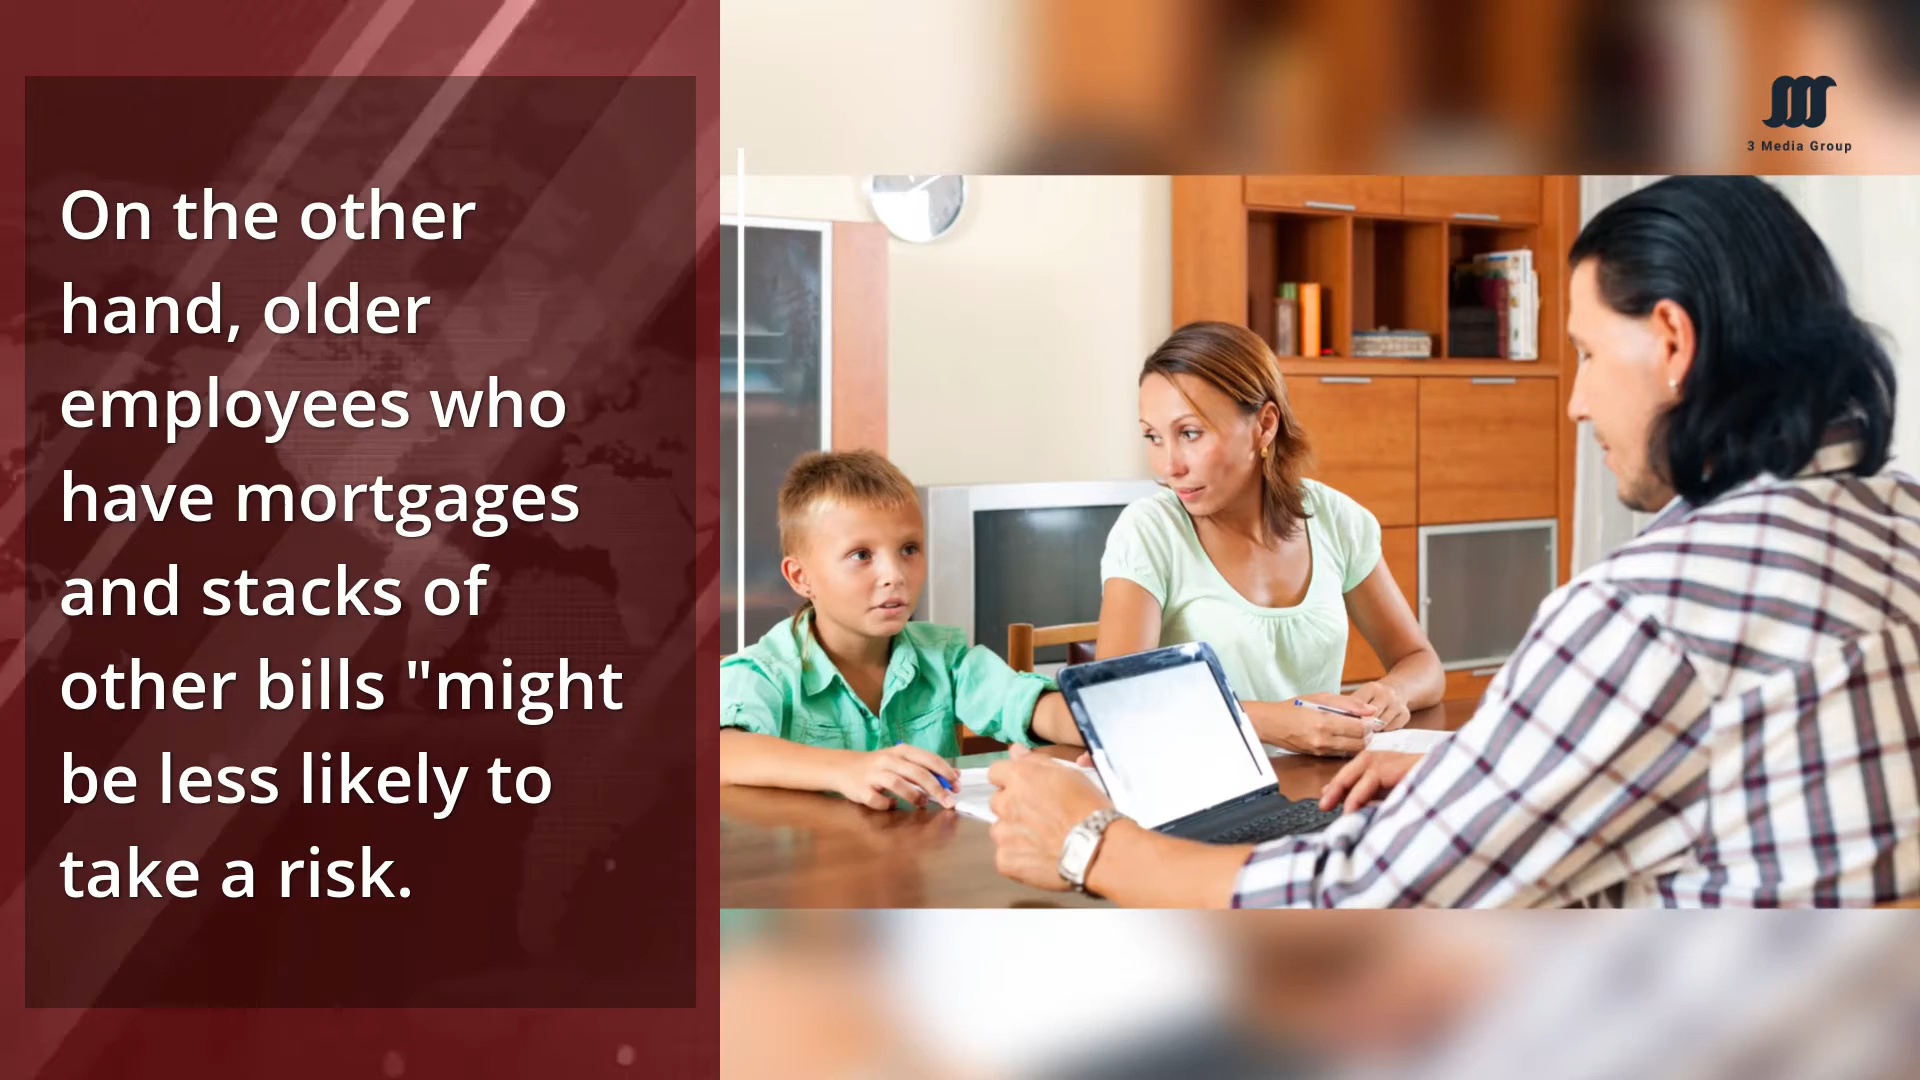 On the other
hand, older
employees who
have mortgages
and stacks of
other bills "might
be less likely to
take a risk.
3 Media Group